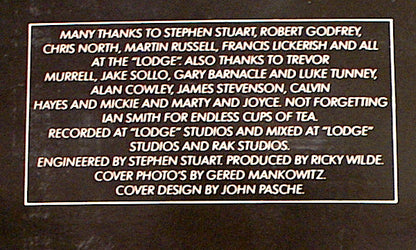 MANY THANKS TO STEPHEN STUART, ROBERT GODFREY,
CHRIS NORTH, MARTIN RUSSELL, FRANCIS LICKERISH AND ALL
AT THE "LODGE". ALSO THANKS TO TREVOR
MURRELL, JAKE SOLLO, GARY BARNACLE AND LUKE TUNNEY,
ALAN COWLEY, JAMES STEVENSON, CALVIN
HAYES AND MICKIE AND MARTY AND JOYCE. NOT FORGETTING
IAN SMITH FOR ENDLESS CUPS OF TEA.
RECORDED AT "LODGE" STUDIOS AND MIXED AT "LODGE"
STUDIOS AND RAK STUDIOS.
ENGINEERED BY STEPHEN STUART. PRODUCED BY RICKY WILDE.
COVER PHOTO'S BY GERED MANKOWITZ.
COVER DESIGN BY JOHN PASCHE.